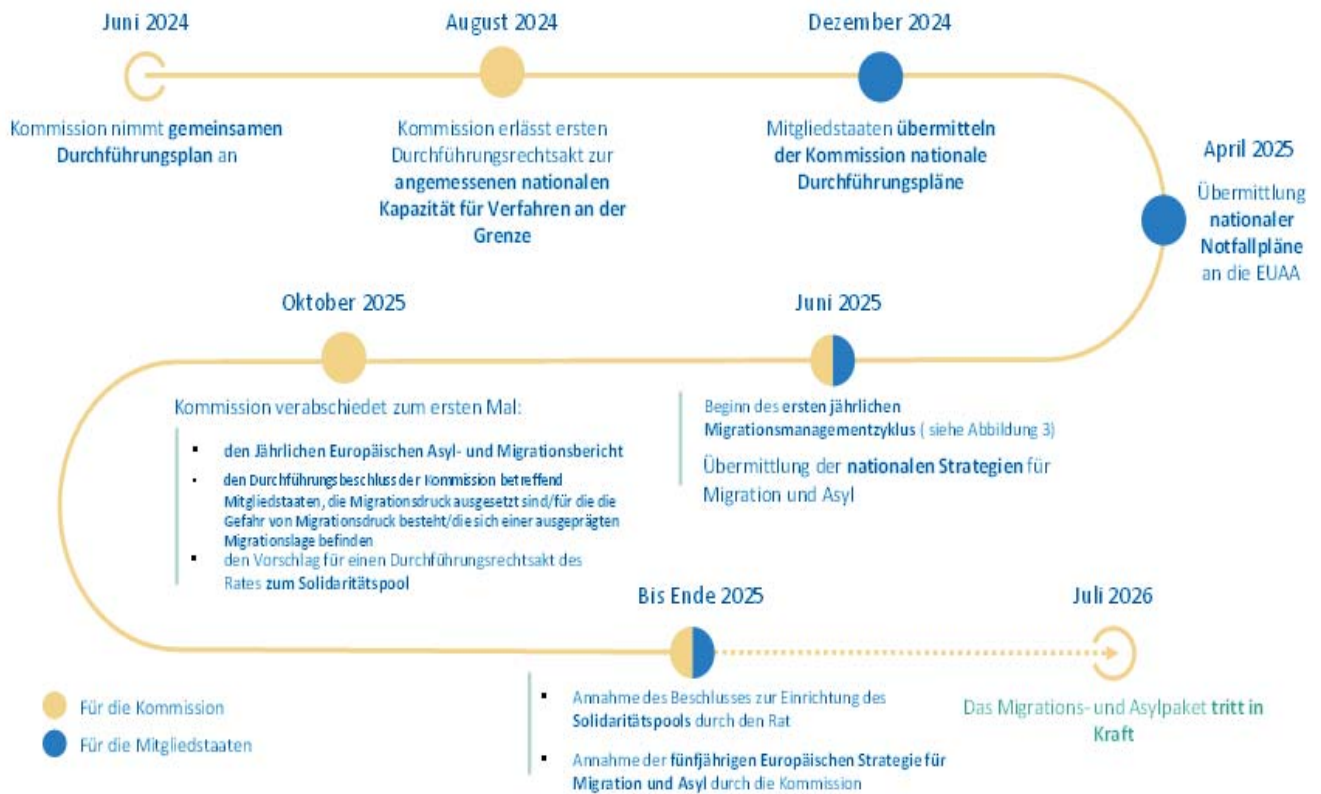 Juni 2024
Kommission nimmt gemeinsamen
Durchführungsplan an
August 2024
Kommission erlässt ersten
Durchführungsrechtsakt zur
angemessenen nationalen
Kapazität für Verfahren an der
Grenze
Dezember 2024
Mitgliedstaaten übermitteln
der Kommission nationale
Durchführungspläne
April 2025
Übermittlung
nationaler
Notfallpläne
an die EUAA
Juni 2025
Beginn des ersten jährlichen
Migrationsmanagementzyklus ( siehe Abbildung 3)
Übermittlung der nationalen Strategien für
Migration und Asyl
Oktober 2025
Kommission verabschiedet zum ersten Mal:
▪ den Jährlichen Europäischen Asyl- und Migrationsbericht
▪ den Durchführungsbeschluss der Kommission betreffend
Mitgliedstaaten, die Migrationsdruck ausgesetzt sind/für die die
Gefahr von Migrationsdruck besteht/die sich einer ausgeprägten
Migrationslage befinden
▪ den Vorschlag für einen Durchführungsrechtsakt des
Rates zum Solidaritätspool
Bis Ende 2025
▪ Annahme des Beschlusses zur Einrichtung des
Solidaritätspools durch den Rat
▪ Annahme der fünfjährigen Europäischen Strategie für
Migration und Asyl durch die Kommission
Juli 2026
Das Migrations- und Asylpaket tritt in
Kraft
Für die Kommission
Für die Mitgliedstaaten